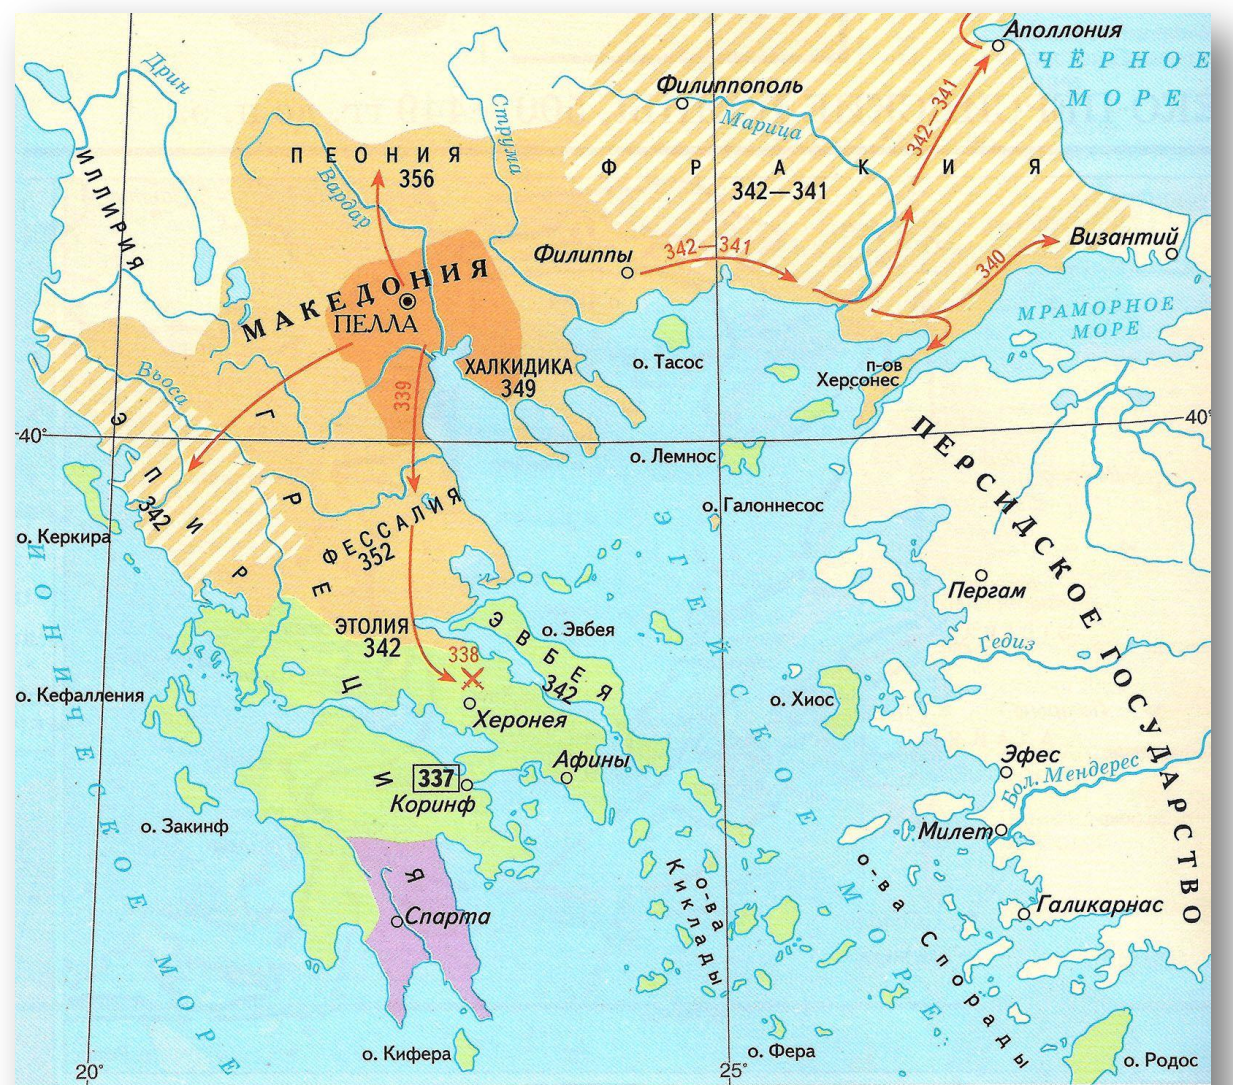 Аполлония
ЧЁРНОЕ
МОРЕ
Дрин
Филиппополь
Марица
Струма
342—341
ИЛЛИРИЯ
ПЕОНИЯ
356
Вардар
ФРАКИЯ
342—341
Филиппы
342—341
340
Византий
МАКЕДОНИЯ
ПЕЛЛА
МРАМОРНОЕ
МОРЕ
ХАЛКИДИКА
349
о. Тасос
п-ов
Херсонес
Вьоса
339
40°
40°
о. Лемнос
ЭПИР
342
о. Галоннесос
о. Керкира
ФЕССАЛИЯ
352
ПЕРСИДСКОЕ ГОСУДАРСТВО
Пергам
ГРЕЦИЯ
ЭТОЛИЯ
342
338
ЭВБЕЯ
342
о. Эвбея
Гедиз
о. Кефалления
о. Хиос
Херонея
ИОНИЧЕСКОЕ МОРЕ
ЭГЕЙСКОЕ МОРЕ
Афины
337
Коринф
Эфес
Бол. Мендерес
о. Закинф
Милет
о-ва
Киклады
о-ва Спорады
Спарта
Галикарнас
о. Кифера
о. Фера
о. Родос
20°
25°